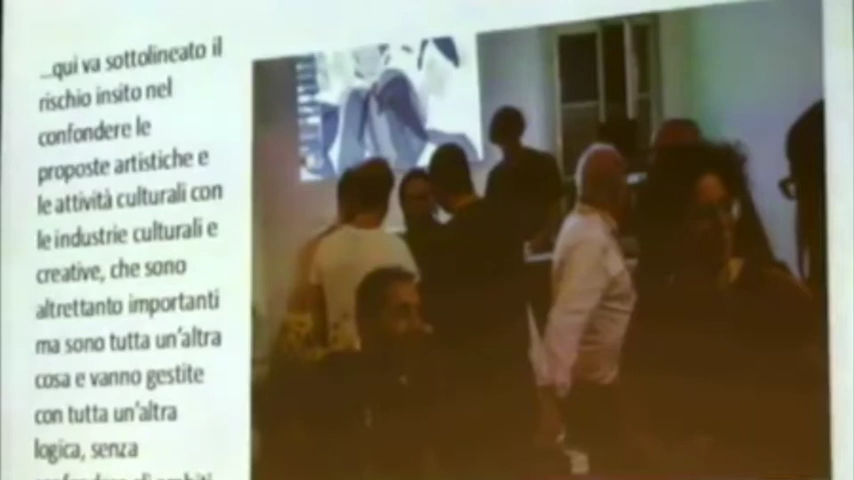 ...qui va sottolineato il
rischio insito nel
confondere le
proposte artistiche e
le attività culturali con
le industrie culturali e
creative, che sono
altrettanto importanti
ma sono tutta un'altra
cosa e vanno gestite
con tutta un'altra
logica, senza